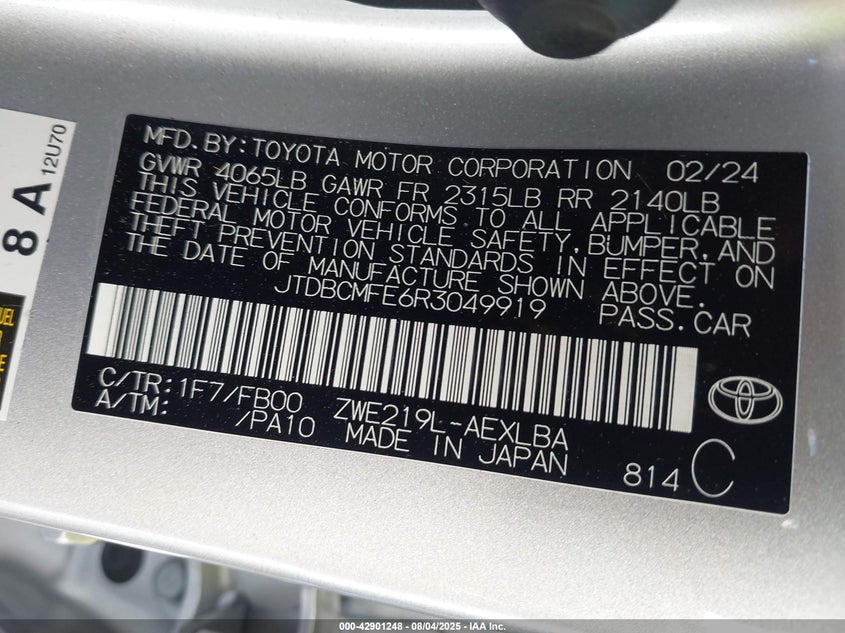 8 A
12U70
UEL
MFD.BY:TOYOTA MOTOR CORPORATION 02/24
GVWR 4065LB GAWR FR 2315LB RR 2140LB
THIS VEHICLE CONFORMS TO ALL APPLICABLE
FEDERAL MOTOR VEHICLE SAFETY,BUMPER,AND
THEFT PREVENTION STANDARDS IN EFFECT ON
THE DATE OF MANUFACTURE SHOWN ABOVE.
JTDBCMFE6R3049919 PASS.CAR
C/TR:1F7/FB00 ZWE219L-AEXLBA
A/TM: /PA10 MADE IN JAPAN
814 C
000-42901248 - 08/04/2025 - IAA Inc.